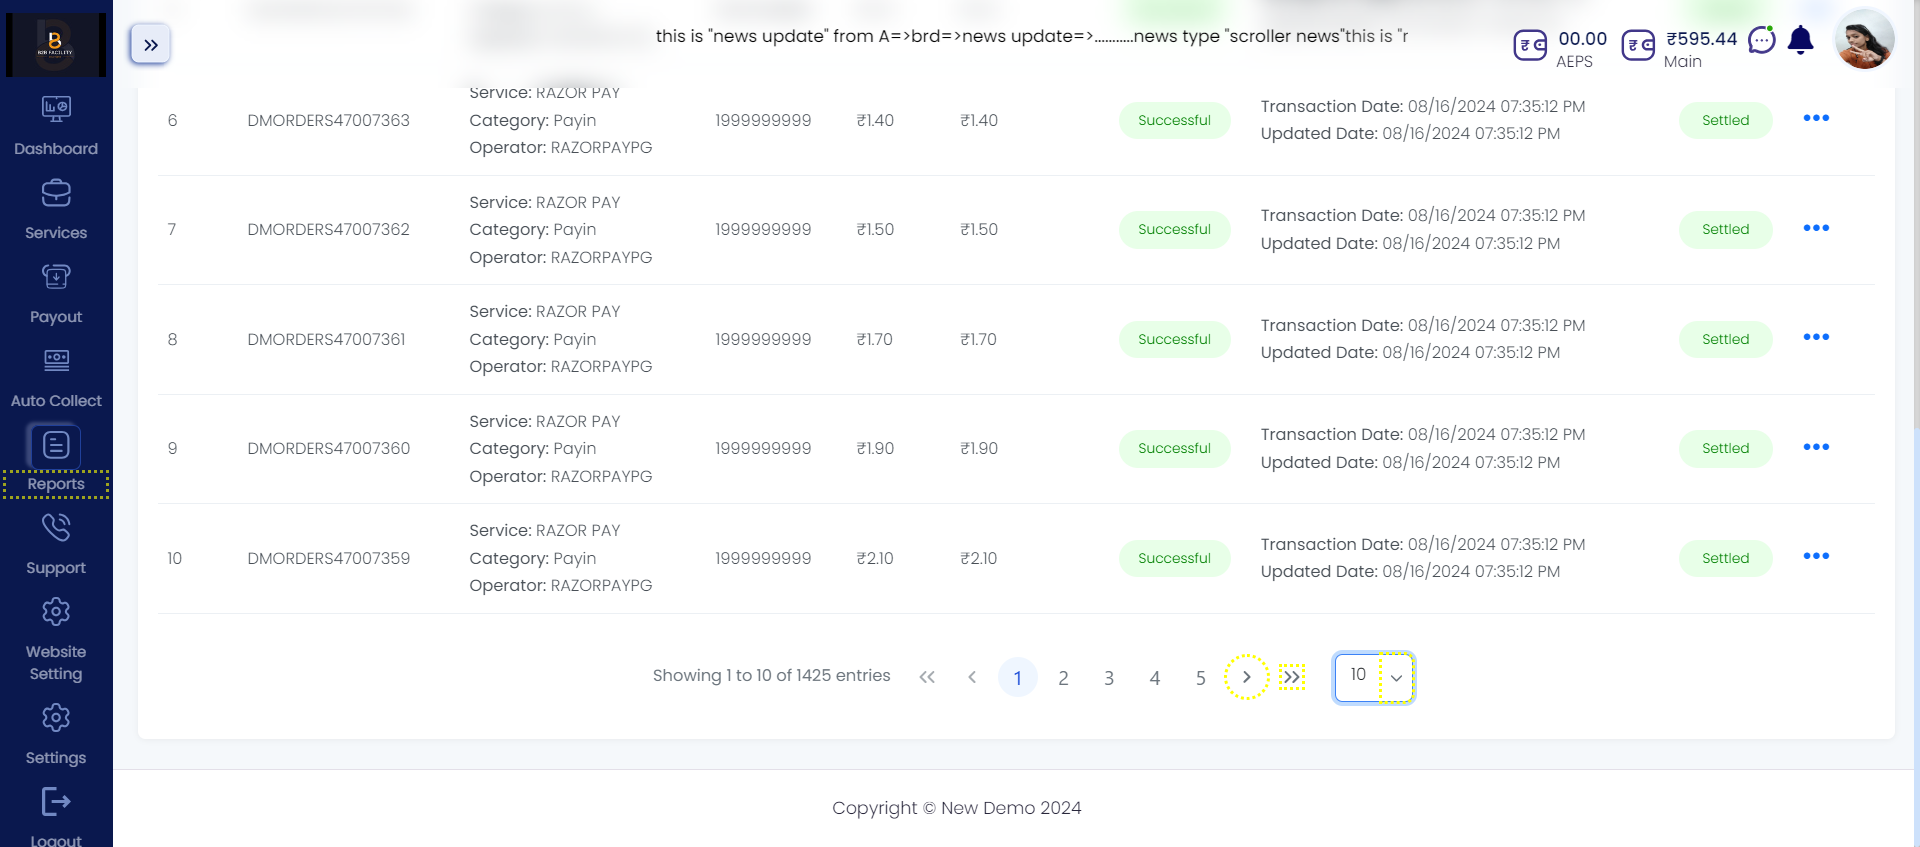 B2B FACILITY
this is "news update" from A=>brd=>news update=>...........news type "scroller news"this is "r
00.00
AEPS
₹595.44
Main
Dashboard
Services
Payout
Auto Collect
Reports
Support
Website
Setting
Settings
Logout
Service: RAZOR PAY
6 DMORDERS47007363 Category: Payin 1999999999 ₹1.40 ₹1.40 Successful Transaction Date: 08/16/2024 07:35:12 PM Settled
Operator: RAZORPAYPG Updated Date: 08/16/2024 07:35:12 PM
Service: RAZOR PAY
7 DMORDERS47007362 Category: Payin 1999999999 ₹1.50 ₹1.50 Successful Transaction Date: 08/16/2024 07:35:12 PM Settled
Operator: RAZORPAYPG Updated Date: 08/16/2024 07:35:12 PM
Service: RAZOR PAY
8 DMORDERS47007361 Category: Payin 1999999999 ₹1.70 ₹1.70 Successful Transaction Date: 08/16/2024 07:35:12 PM Settled
Operator: RAZORPAYPG Updated Date: 08/16/2024 07:35:12 PM
Service: RAZOR PAY
9 DMORDERS47007360 Category: Payin 1999999999 ₹1.90 ₹1.90 Successful Transaction Date: 08/16/2024 07:35:12 PM Settled
Operator: RAZORPAYPG Updated Date: 08/16/2024 07:35:12 PM
Service: RAZOR PAY
10 DMORDERS47007359 Category: Payin 1999999999 ₹2.10 ₹2.10 Successful Transaction Date: 08/16/2024 07:35:12 PM Settled
Operator: RAZORPAYPG Updated Date: 08/16/2024 07:35:12 PM
Showing 1 to 10 of 1425 entries 1 2 3 4 5 10
Copyright © New Demo 2024